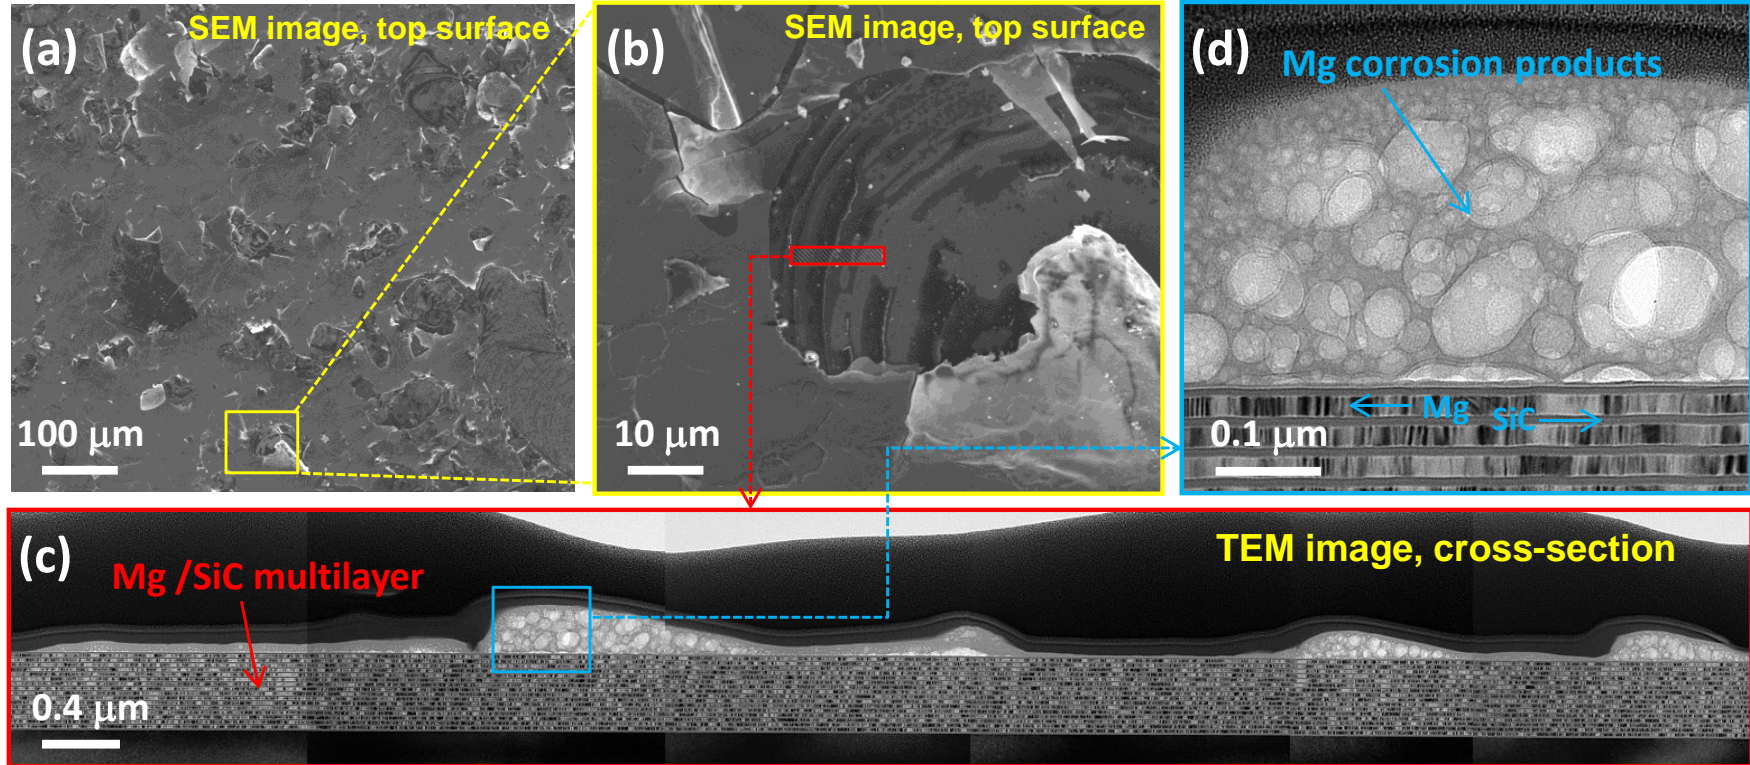 (a)
SEM image, top surface
100 μm
(b)
SEM image, top surface
10 μm
(d)
Mg corrosion products
Mg
SiC
0.1 μm
(c)
Mg /SiC multilayer
TEM image, cross-section
0.4 μm